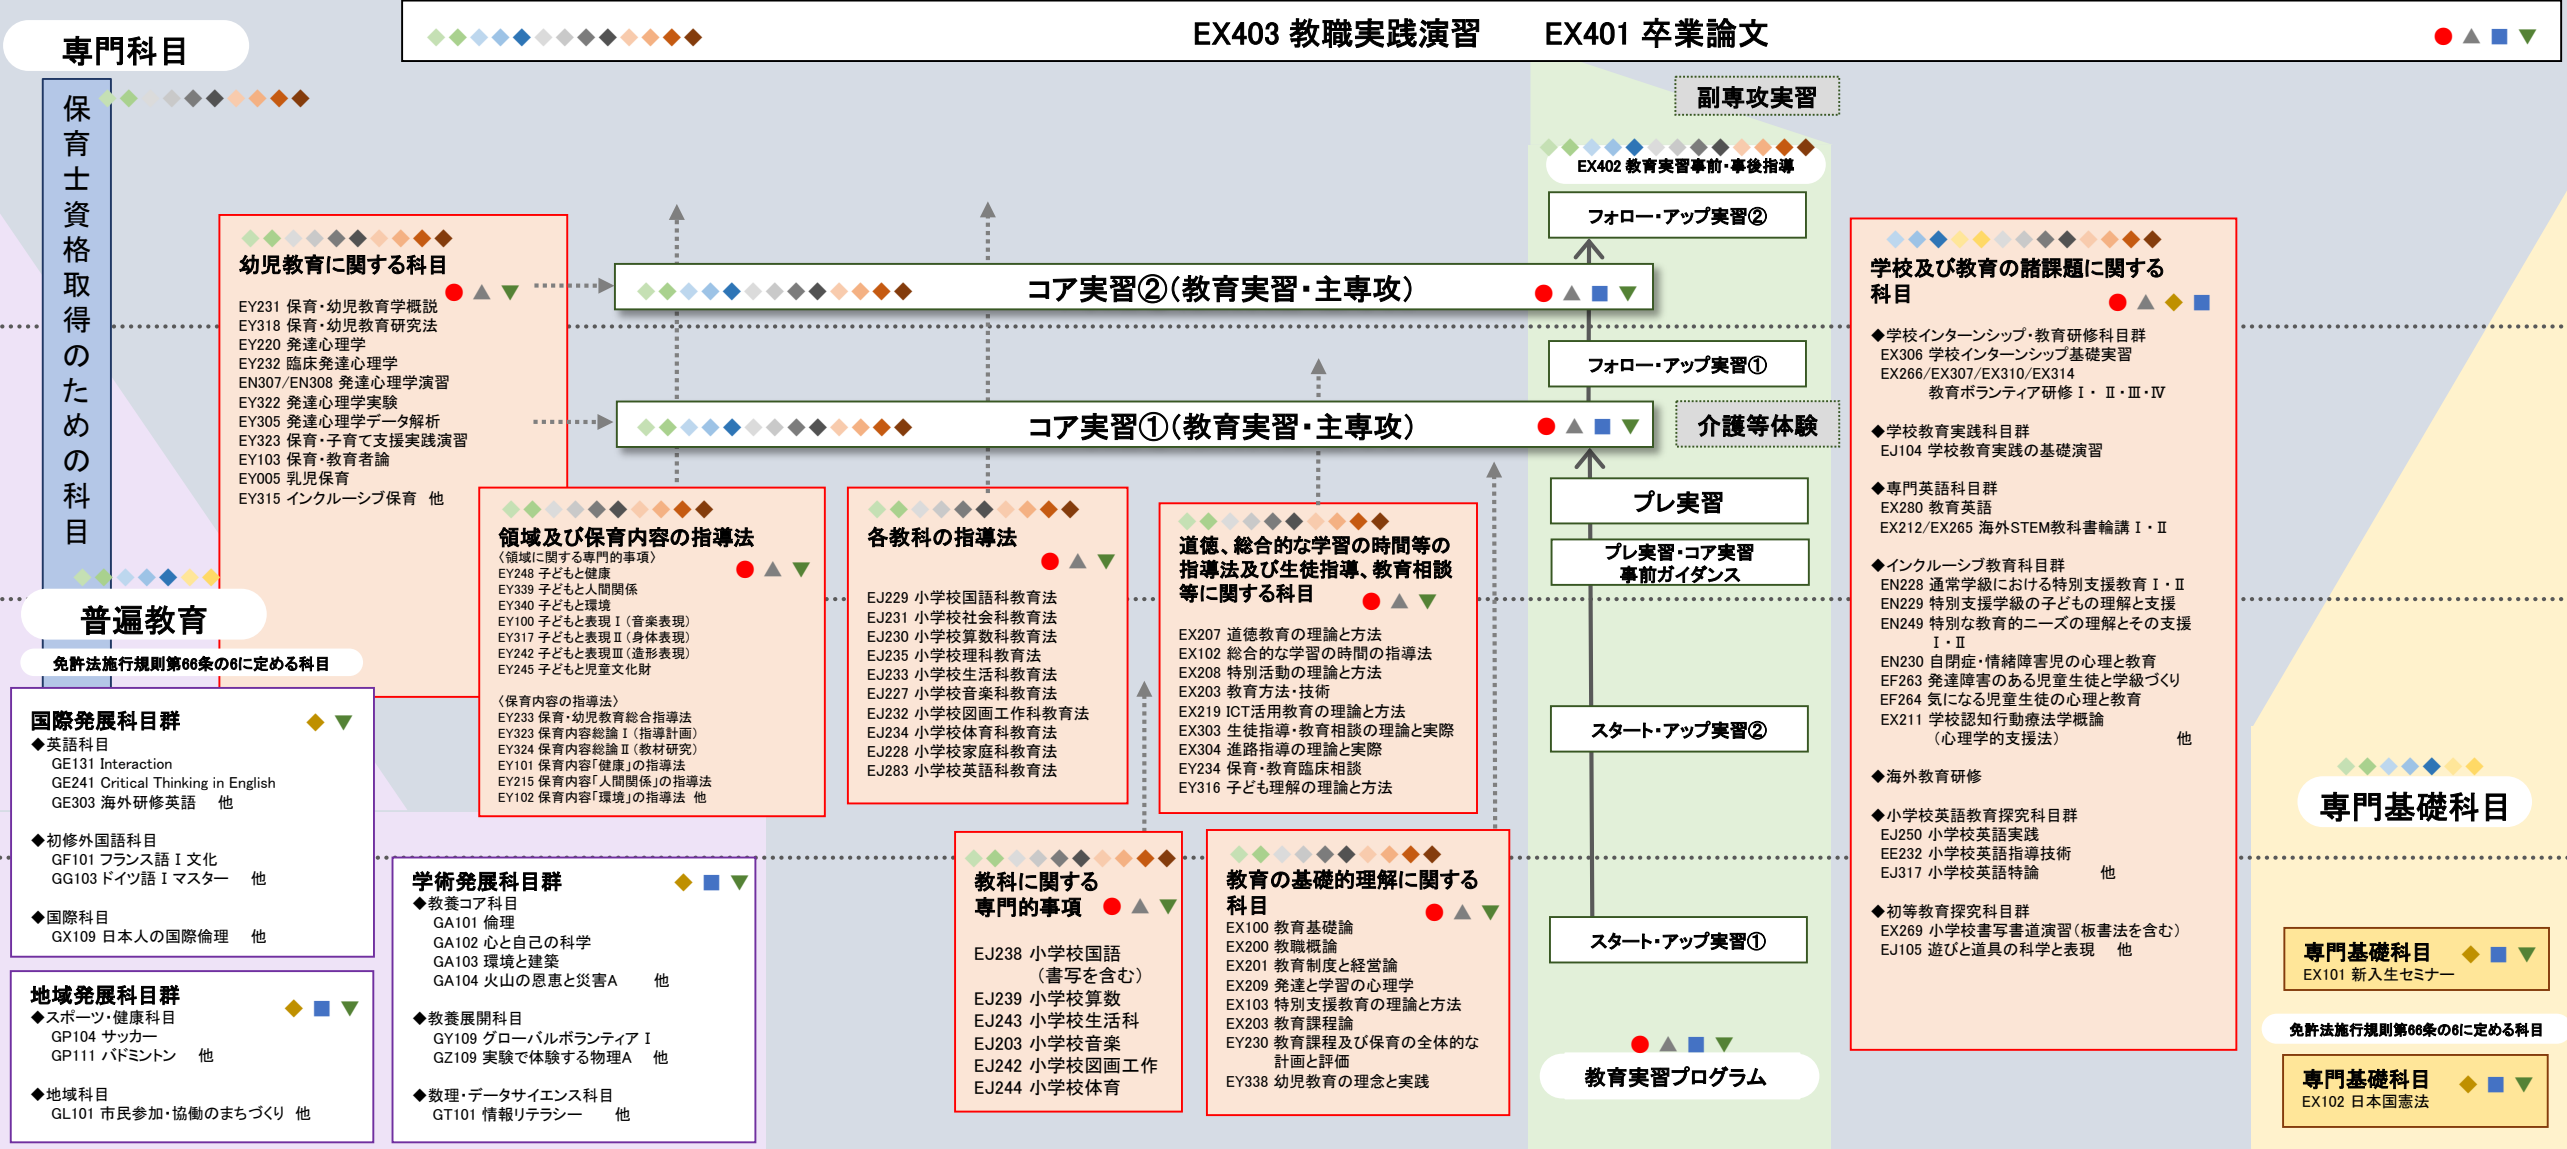 専門科目
EX403 教職実践演習 EX401 卒業論文
保育士資格取得のための科目
副専攻実習
EX402 教育実習事前・事後指導
フォロー・アップ実習②
コア実習②(教育実習・主専攻)
フォロー・アップ実習①
コア実習①(教育実習・主専攻)
介護等体験
プレ実習
プレ実習・コア実習
事前ガイダンス
スタート・アップ実習②
スタート・アップ実習①
教育実習プログラム
幼児教育に関する科目
EY231 保育・幼児教育学概説
EY318 保育・幼児教育研究法
EY220 発達心理学
EY232 臨床発達心理学
EN307/EN308 発達心理学演習
EY322 発達心理学実験
EY305 発達心理学データ解析
EY323 保育・子育て支援実践演習
EY103 保育・教育者論
EY005 乳児保育
EY315 インクルーシブ保育 他
領域及び保育内容の指導法
〈領域に関する専門的事項〉
EY248 子どもと健康
EY339 子どもと人間関係
EY340 子どもと環境
EY100 子どもと表現Ⅰ(音楽表現)
EY317 子どもと表現Ⅱ(身体表現)
EY242 子どもと表現Ⅲ(造形表現)
EY245 子どもと児童文化財
〈保育内容の指導法〉
EY233 保育・幼児教育総合指導法
EY323 保育内容総論Ⅰ(指導計画)
EY324 保育内容総論Ⅱ(教材研究)
EY101 保育内容「健康」の指導法
EY215 保育内容「人間関係」の指導法
EY102 保育内容「環境」の指導法 他
各教科の指導法
EJ229 小学校国語科教育法
EJ231 小学校社会科教育法
EJ230 小学校算数科教育法
EJ235 小学校理科教育法
EJ233 小学校生活科教育法
EJ227 小学校音楽科教育法
EJ232 小学校図画工作科教育法
EJ234 小学校体育科教育法
EJ228 小学校家庭科教育法
EJ283 小学校英語科教育法
道徳、総合的な学習の時間等の
指導法及び生徒指導、教育相談
等に関する科目
EX207 道徳教育の理論と方法
EX102 総合的な学習の時間の指導法
EX208 特別活動の理論と方法
EX203 教育方法・技術
EX219 ICT活用教育の理論と方法
EX303 生徒指導・教育相談の理論と実際
EX304 進路指導の理論と実際
EY234 保育・教育臨床相談
EY316 子ども理解の理論と方法
教科に関する
専門的事項
EJ238 小学校国語
(書写を含む)
EJ239 小学校算数
EJ243 小学校生活科
EJ203 小学校音楽
EJ242 小学校図画工作
EJ244 小学校体育
教育の基礎的理解に関する
科目
EX100 教育基礎論
EX200 教職概論
EX201 教育制度と経営論
EX209 発達と学習の心理学
EX103 特別支援教育の理論と方法
EX203 教育課程論
EY230 教育課程及び保育の全体的な
計画と評価
EY338 幼児教育の理念と実践
学校及び教育の諸課題に関する
科目
◆学校インターンシップ・教育研修科目群
EX306 学校インターンシップ基礎実習
EX266/EX307/EX310/EX314
教育ボランティア研修Ⅰ・Ⅱ・Ⅲ・Ⅳ
◆学校教育実践科目群
EJ104 学校教育実践の基礎演習
◆専門英語科目群
EX280 教育英語
EX212/EX265 海外STEM教科書輪講Ⅰ・Ⅱ
◆インクルーシブ教育科目群
EN228 通常学級における特別支援教育Ⅰ・Ⅱ
EN229 特別支援学級の子どもの理解と支援
EN249 特別な教育的ニーズの理解とその支援
Ⅰ・Ⅱ
EN230 自閉症・情緒障害児の心理と教育
EF263 発達障害のある児童生徒と学級づくり
EF264 気になる児童生徒の心理と教育
EX211 学校認知行動療法学概論
(心理学的支援法) 他
◆海外教育研修
◆小学校英語教育探究科目群
EJ250 小学校英語実践
EE232 小学校英語指導技術
EJ317 小学校英語特論 他
◆初等教育探究科目群
EX269 小学校書写書道演習(板書法を含む)
EJ105 遊びと道具の科学と表現 他
普遍教育
免許法施行規則第66条の6に定める科目
国際発展科目群
◆英語科目
GE131 Interaction
GE241 Critical Thinking in English
GE303 海外研修英語 他
◆初修外国語科目
GF101 フランス語Ⅰ文化
GG103 ドイツ語Ⅰマスター 他
◆国際科目
GX109 日本人の国際倫理 他
地域発展科目群
◆スポーツ・健康科目
GP104 サッカー
GP111 バドミントン 他
◆地域科目
GL101 市民参加・協働のまちづくり 他
学術発展科目群
◆教養コア科目
GA101 倫理
GA102 心と自己の科学
GA103 環境と建築
GA104 火山の恩恵と災害A 他
◆教養展開科目
GY109 グローバルボランティアⅠ
GZ109 実験で体験する物理A 他
◆数理・データサイエンス科目
GT101 情報リテラシー 他
専門基礎科目
専門基礎科目
EX101 新入生セミナー
免許法施行規則第66条の6に定める科目
専門基礎科目
EX102 日本国憲法